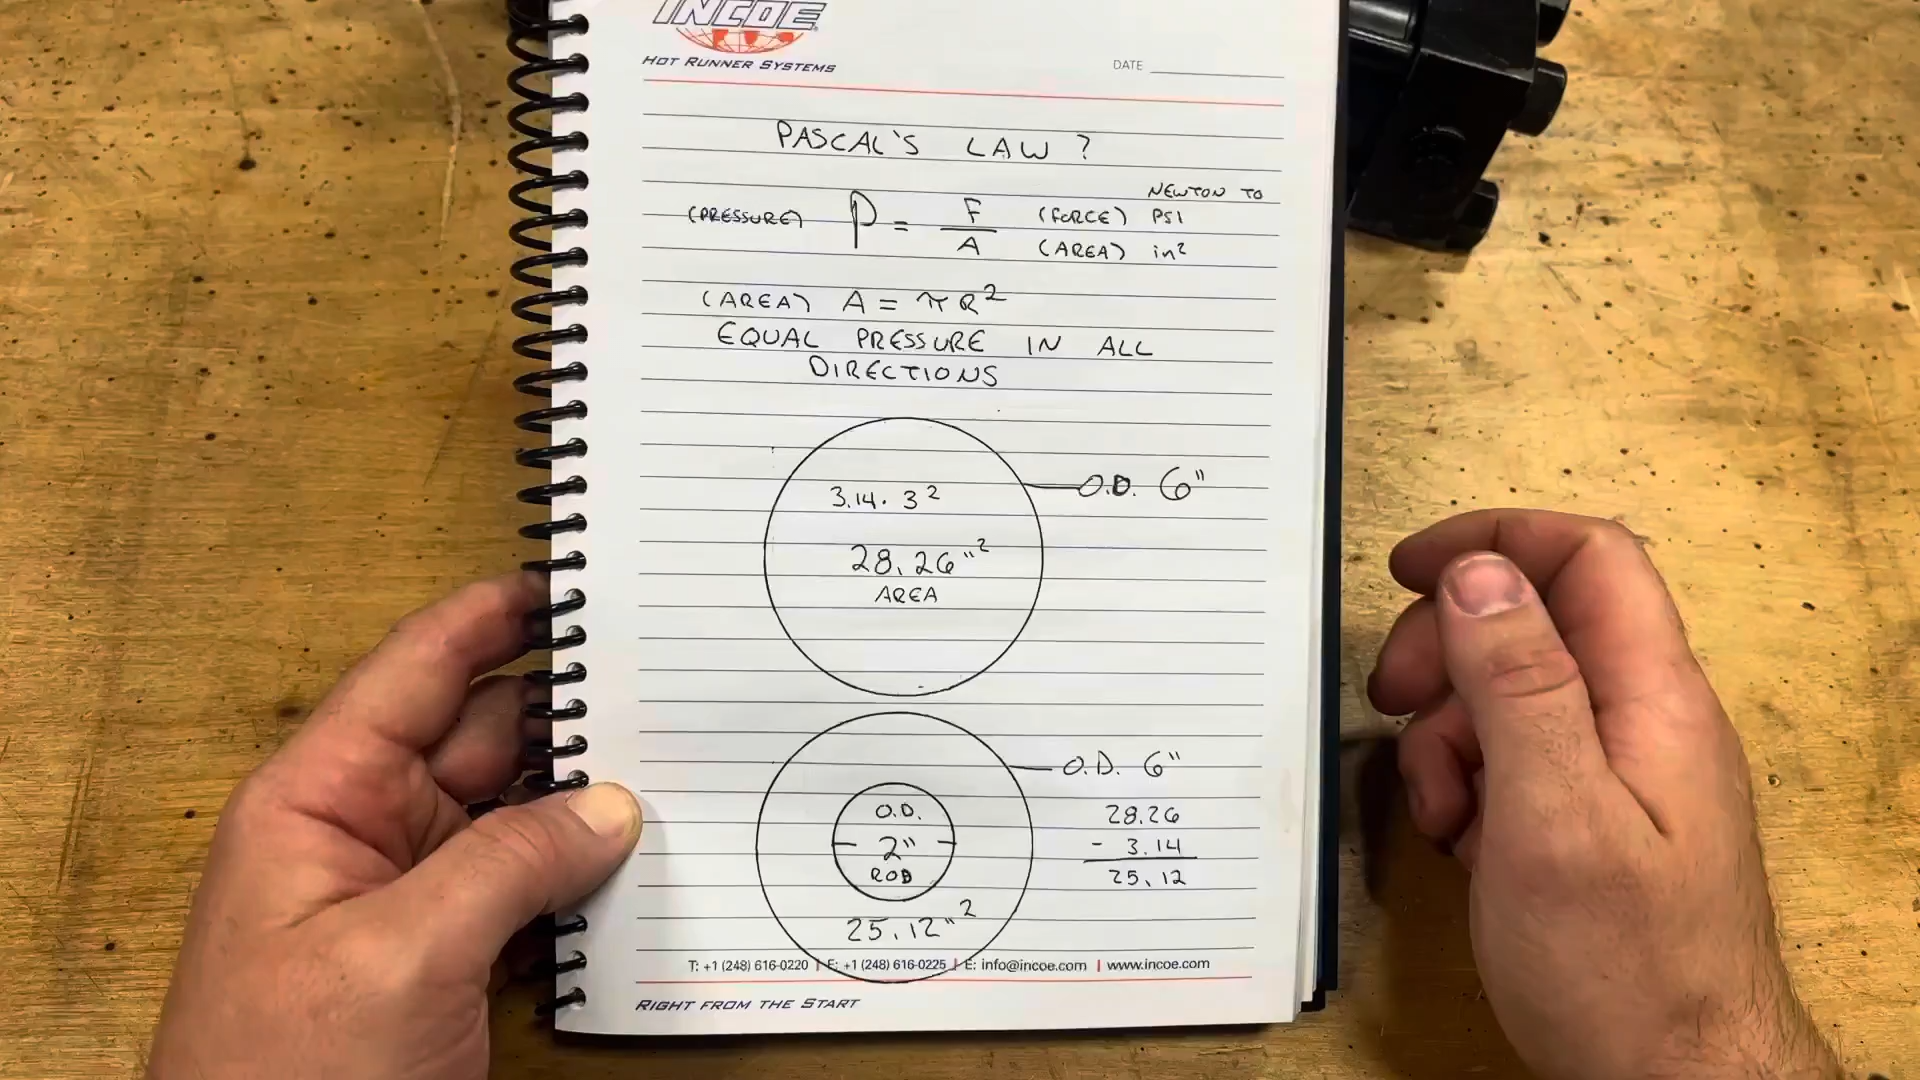 INCOE
HOT RUNNER SYSTEMS
DATE
PASCAL'S LAW ?
NEWTON TO
(PRESSURE) P = F (FORCE) PSI
A (AREA) in²
(AREA) A = πR²
EQUAL PRESSURE IN ALL
DIRECTIONS
O.D. 6"
3.14 · 3²
28.26"²
AREA
O.D. 6"
O.D.
2"
ROD
28.26
- 3.14
25.12
25.12"²
T: +1 (248) 616-0220 | F: +1 (248) 616-0225 | E: info@incoe.com | www.incoe.com
RIGHT FROM THE START